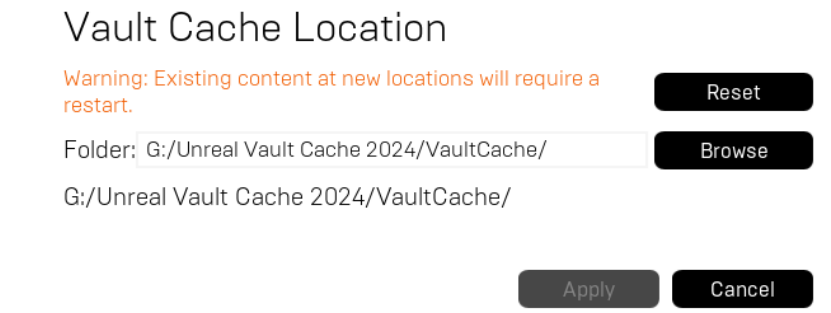 Vault Cache Location
Warning: Existing content at new locations will require a
restart.
Reset
Folder: G:/Unreal Vault Cache 2024/VaultCache/
Browse
G:/Unreal Vault Cache 2024/VaultCache/
Apply
Cancel